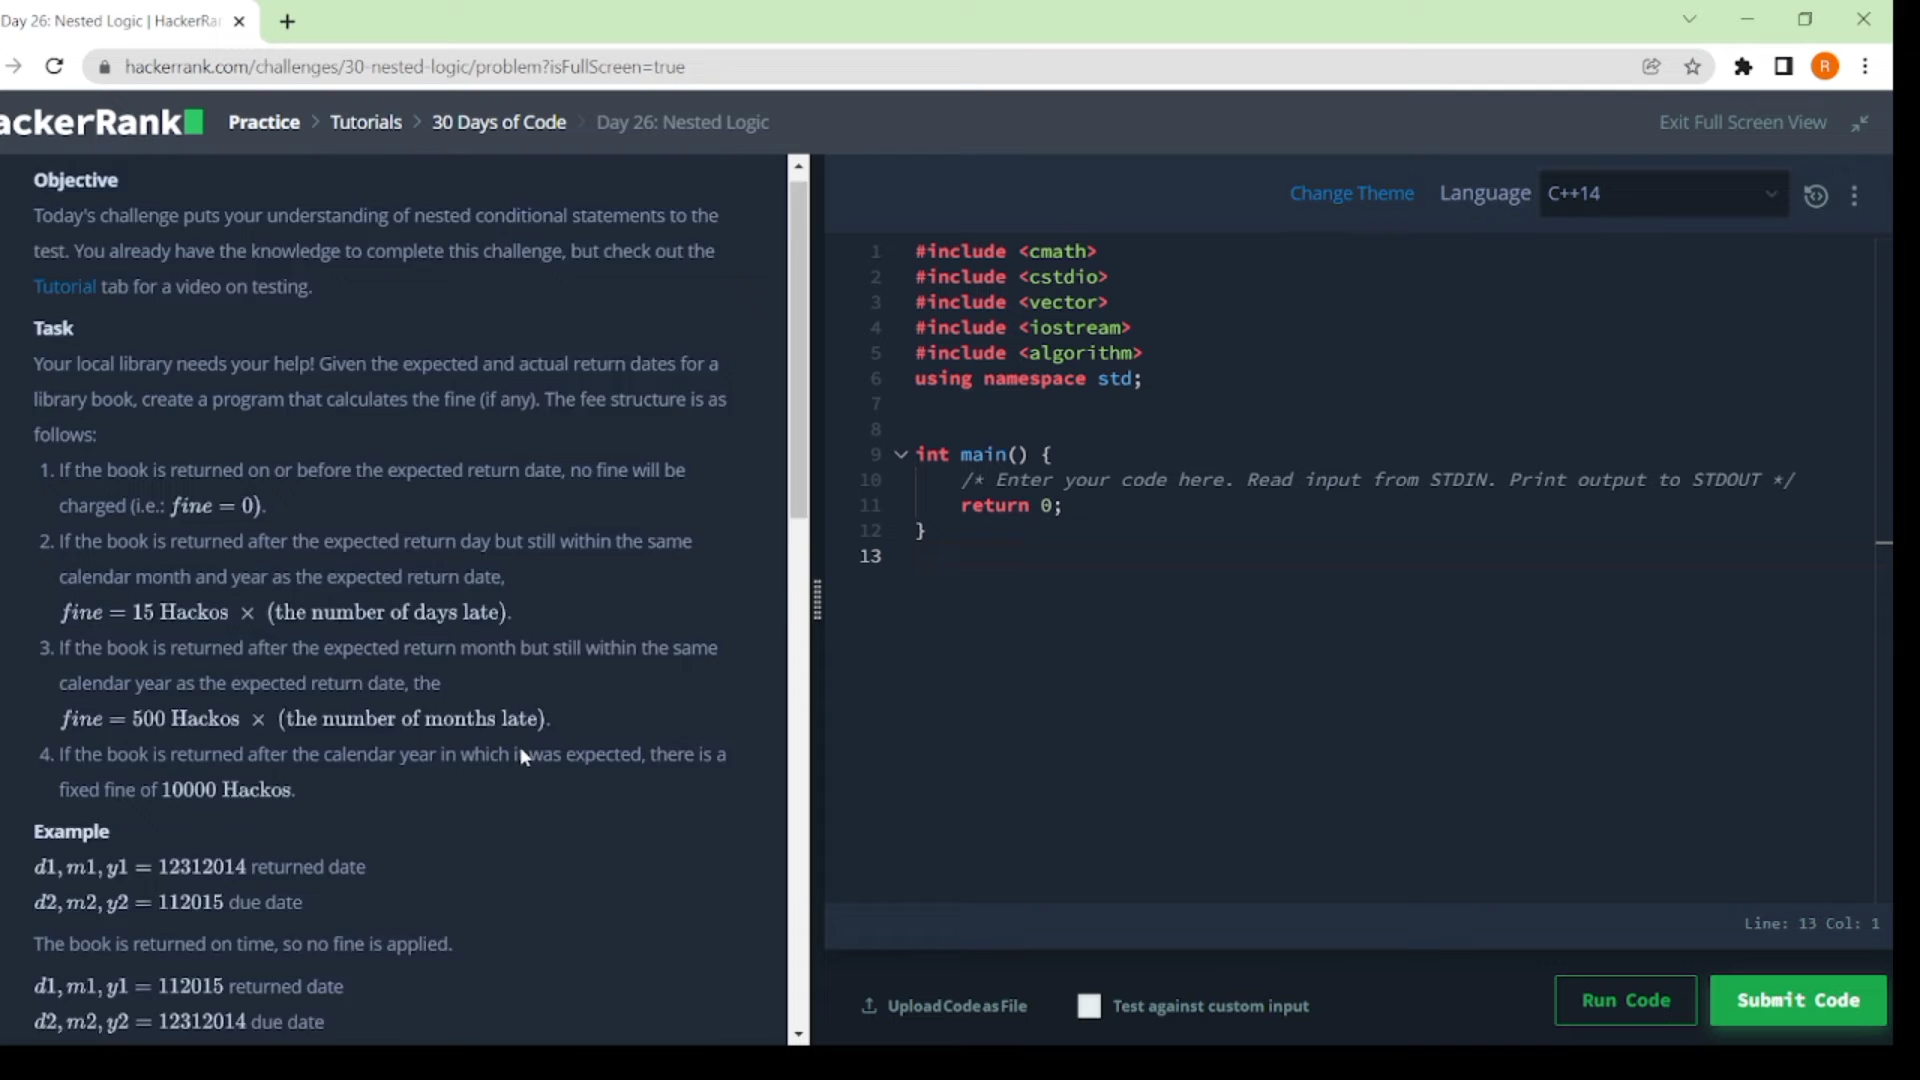 Day 26: Nested Logic | HackerRa
hackerrank.com/challenges/30-nested-logic/problem?isFullScreen=true
R
ackerRank
Practice > Tutorials > 30 Days of Code > Day 26: Nested Logic
Exit Full Screen View
Objective
Today's challenge puts your understanding of nested conditional statements to the
test. You already have the knowledge to complete this challenge, but check out the
Tutorial tab for a video on testing.
Task
Your local library needs your help! Given the expected and actual return dates for a
library book, create a program that calculates the fine (if any). The fee structure is as
follows:
1. If the book is returned on or before the expected return date, no fine will be
charged (i.e.: fine = 0).
2. If the book is returned after the expected return day but still within the same
calendar month and year as the expected return date,
fine = 15 Hackos × (the number of days late).
3. If the book is returned after the expected return month but still within the same
calendar year as the expected return date, the
fine = 500 Hackos × (the number of months late).
4. If the book is returned after the calendar year in which it was expected, there is a
fixed fine of 10000 Hackos.
Example
d1, m1, y1 = 12312014 returned date
d2, m2, y2 = 112015 due date
The book is returned on time, so no fine is applied.
d1, m1, y1 = 112015 returned date
d2, m2, y2 = 12312014 due date
Change Theme
Language
C++14
1 #include <cmath>
2 #include <cstdio>
3 #include <vector>
4 #include <iostream>
5 #include <algorithm>
6 using namespace std;
7
8
9 int main() {
10 /* Enter your code here. Read input from STDIN. Print output to STDOUT */
11 return 0;
12 }
13
Line: 13 Col: 1
Upload Code as File
Test against custom input
Run Code
Submit Code